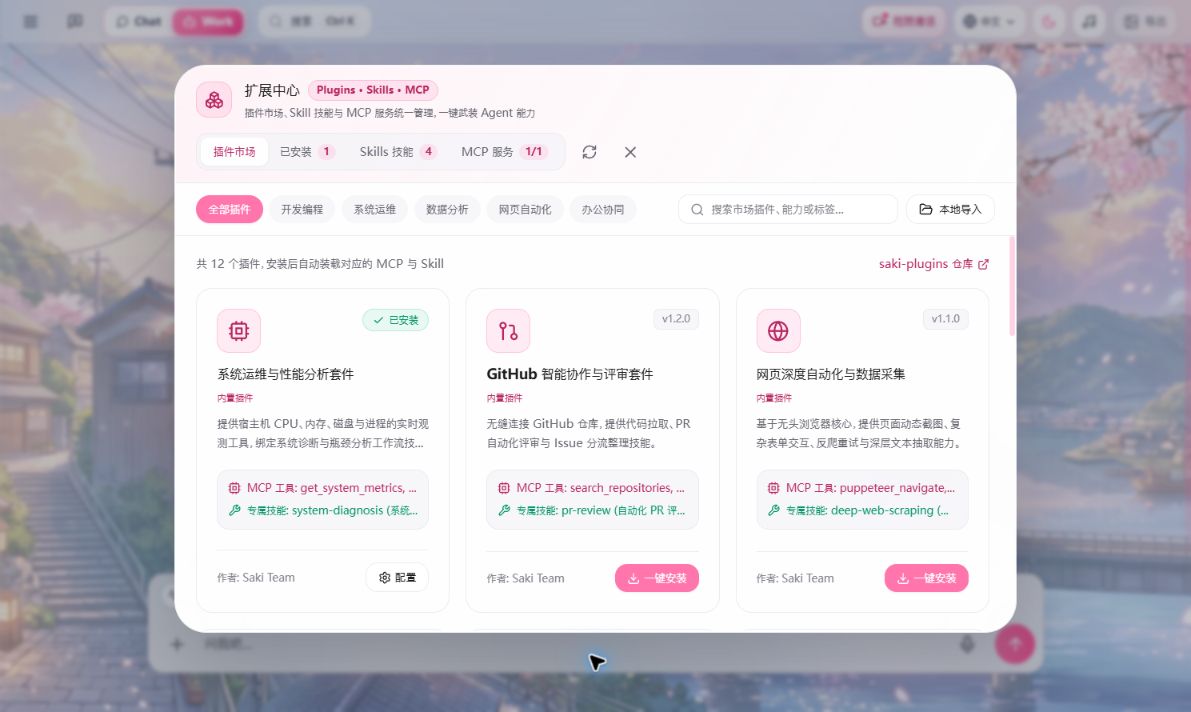 Chat
Work
搜索
Ctrl K
中文
导出
扩展中心
Plugins • Skills • MCP
插件市场、Skill 技能与 MCP 服务统一管理,一键武装 Agent 能力
插件市场
已安装 1
Skills 技能 4
MCP 服务 1/1
全部插件
开发编程
系统运维
数据分析
网页自动化
办公协同
搜索市场插件、能力或标签...
本地导入
共 12 个插件,安装后自动装载对应的 MCP 与 Skill
saki-plugins 仓库
已安装
系统运维与性能分析套件
内置插件
提供宿主机 CPU、内存、磁盘与进程的实时观
测工具,绑定系统诊断与瓶颈分析工作流技...
MCP 工具: get_system_metrics, ...
专属技能: system-diagnosis (系统...
作者: Saki Team
配置
v1.2.0
GitHub 智能协作与评审套件
内置插件
无缝连接 GitHub 仓库,提供代码拉取、PR
自动化评审与 Issue 分流整理技能。
MCP 工具: search_repositories, ...
专属技能: pr-review (自动化 PR 评...
作者: Saki Team
一键安装
v1.1.0
网页深度自动化与数据采集
内置插件
基于无头浏览器核心,提供页面动态截图、复
杂表单交互、反爬重试与深层文本抽取能力。
MCP 工具: puppeteer_navigate,...
专属技能: deep-web-scraping (...
作者: Saki Team
一键安装